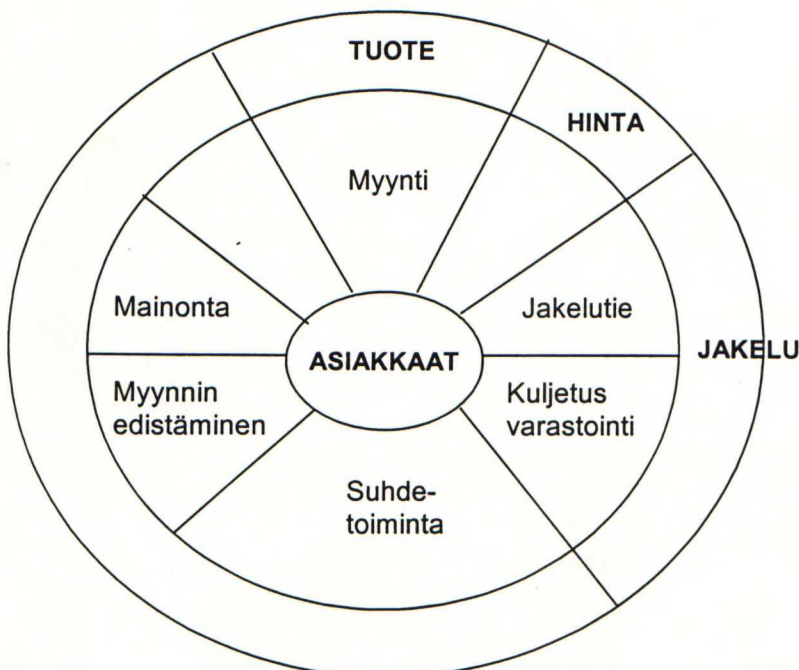 TUOTE
HINTA
Myynti
Mainonta
Jakelutie
ASIAKKAAT
JAKELU
Myynnin
edistäminen
Kuljetus
varastointi
Suhde-
toiminta